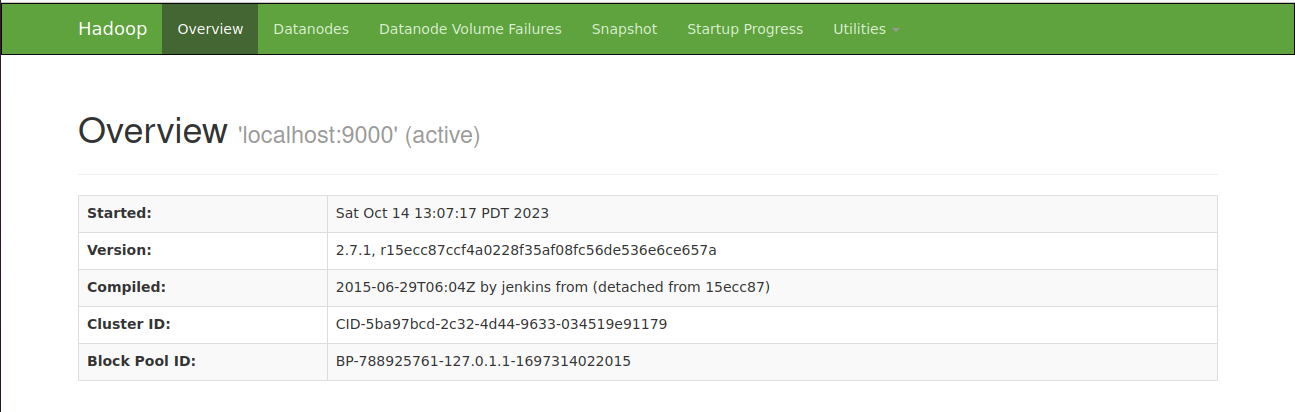 Hadoop Overview Datanodes Datanode Volume Failures Snapshot Startup Progress Utilities
Overview 'localhost:9000' (active)
Started: Sat Oct 14 13:07:17 PDT 2023
Version: 2.7.1, r15ecc87ccf4a0228f35af08fc56de536e6ce657a
Compiled: 2015-06-29T06:04Z by jenkins from (detached from 15ecc87)
Cluster ID: CID-5ba97bcd-2c32-4d44-9633-034519e91179
Block Pool ID: BP-788925761-127.0.1.1-1697314022015